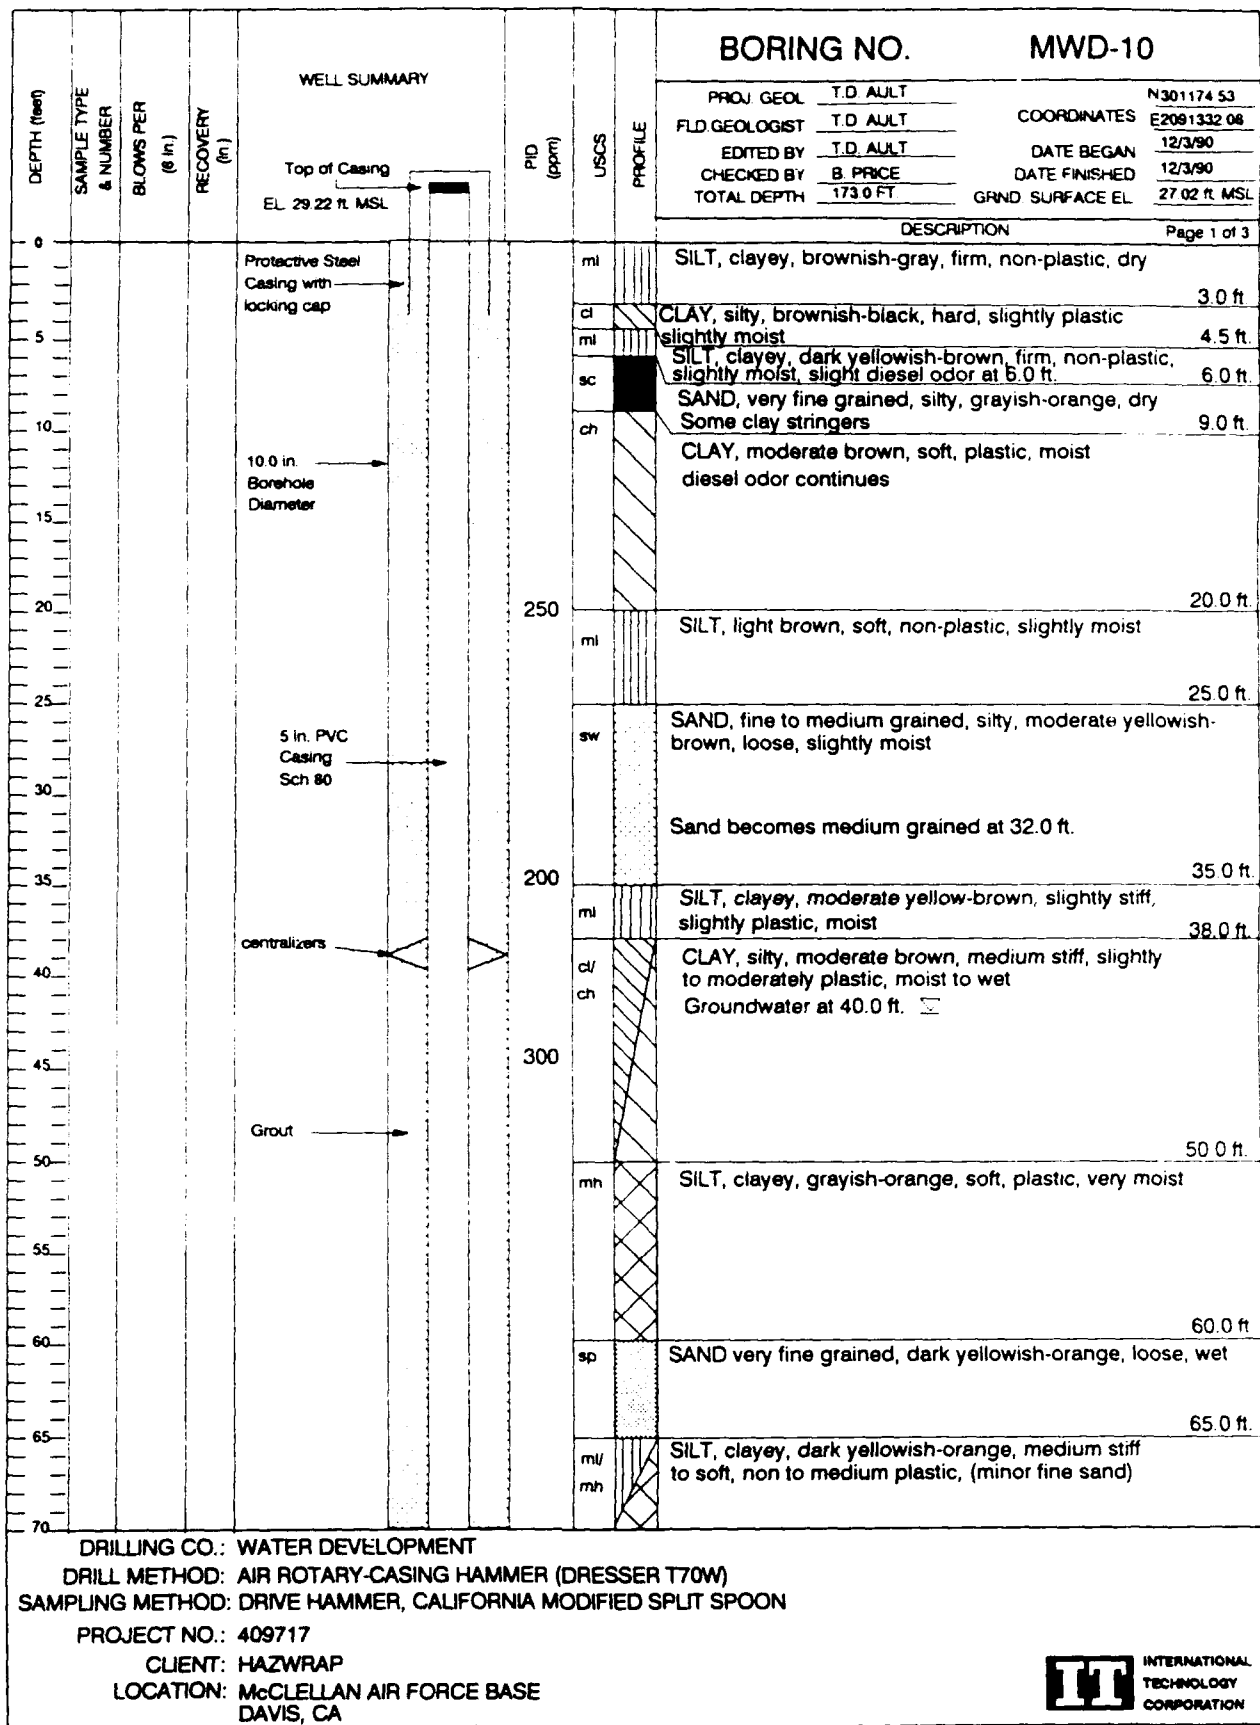 BORING NO. MWD-10
PROJ. GEOL T.D. AULT
FLD. GEOLOGIST T.D. AULT
EDITED BY T.D. AULT
CHECKED BY B. PRICE
TOTAL DEPTH 173.0 FT
COORDINATES N301174 53
E2091332 08
DATE BEGAN 12/3/90
DATE FINISHED 12/3/90
GRND. SURFACE EL 27 02 ft. MSL
DEPTH (feet)
SAMPLE TYPE & NUMBER
BLOWS PER (6 in.)
RECOVERY (in.)
WELL SUMMARY
Top of Casing
EL. 29.22 ft. MSL
PID (ppm)
USCS
PROFILE
DESCRIPTION Page 1 of 3
0
Protective Steel
Casing with
locking cap
ml SILT, clayey, brownish-gray, firm, non-plastic, dry
3.0 ft.
cl CLAY, silty, brownish-black, hard, slightly plastic
slightly moist 4.5 ft.
5
ml SILT, clayey, dark yellowish-brown, firm, non-plastic,
slightly moist, slight diesel odor at 6.0 ft. 6.0 ft.
sc SAND, very fine grained, silty, grayish-orange, dry
Some clay stringers 9.0 ft.
10
ch CLAY, moderate brown, soft, plastic, moist
diesel odor continues
10.0 in.
Borehole
Diameter
15
20 250 20.0 ft.
ml SILT, light brown, soft, non-plastic, slightly moist
25 25.0 ft.
sw SAND, fine to medium grained, silty, moderate yellowish-
brown, loose, slightly moist
5 in. PVC
Casing
Sch 80
30
Sand becomes medium grained at 32.0 ft.
35 200 35.0 ft.
ml SILT, clayey, moderate yellow-brown, slightly stiff,
slightly plastic, moist 38.0 ft.
centralizers
40
cl/
ch
CLAY, silty, moderate brown, medium stiff, slightly
to moderately plastic, moist to wet
Groundwater at 40.0 ft.
45 300
Grout
50 50 0 ft.
mh SILT, clayey, grayish-orange, soft, plastic, very moist
55
60 60.0 ft
sp SAND very fine grained, dark yellowish-orange, loose, wet
65 65.0 ft.
ml/
mh
SILT, clayey, dark yellowish-orange, medium stiff
to soft, non to medium plastic, (minor fine sand)
70
DRILLING CO.: WATER DEVELOPMENT
DRILL METHOD: AIR ROTARY-CASING HAMMER (DRESSER T70W)
SAMPLING METHOD: DRIVE HAMMER, CALIFORNIA MODIFIED SPLIT SPOON
PROJECT NO.: 409717
CLIENT: HAZWRAP
LOCATION: McCLELLAN AIR FORCE BASE
DAVIS, CA
IT INTERNATIONAL
TECHNOLOGY
CORPORATION